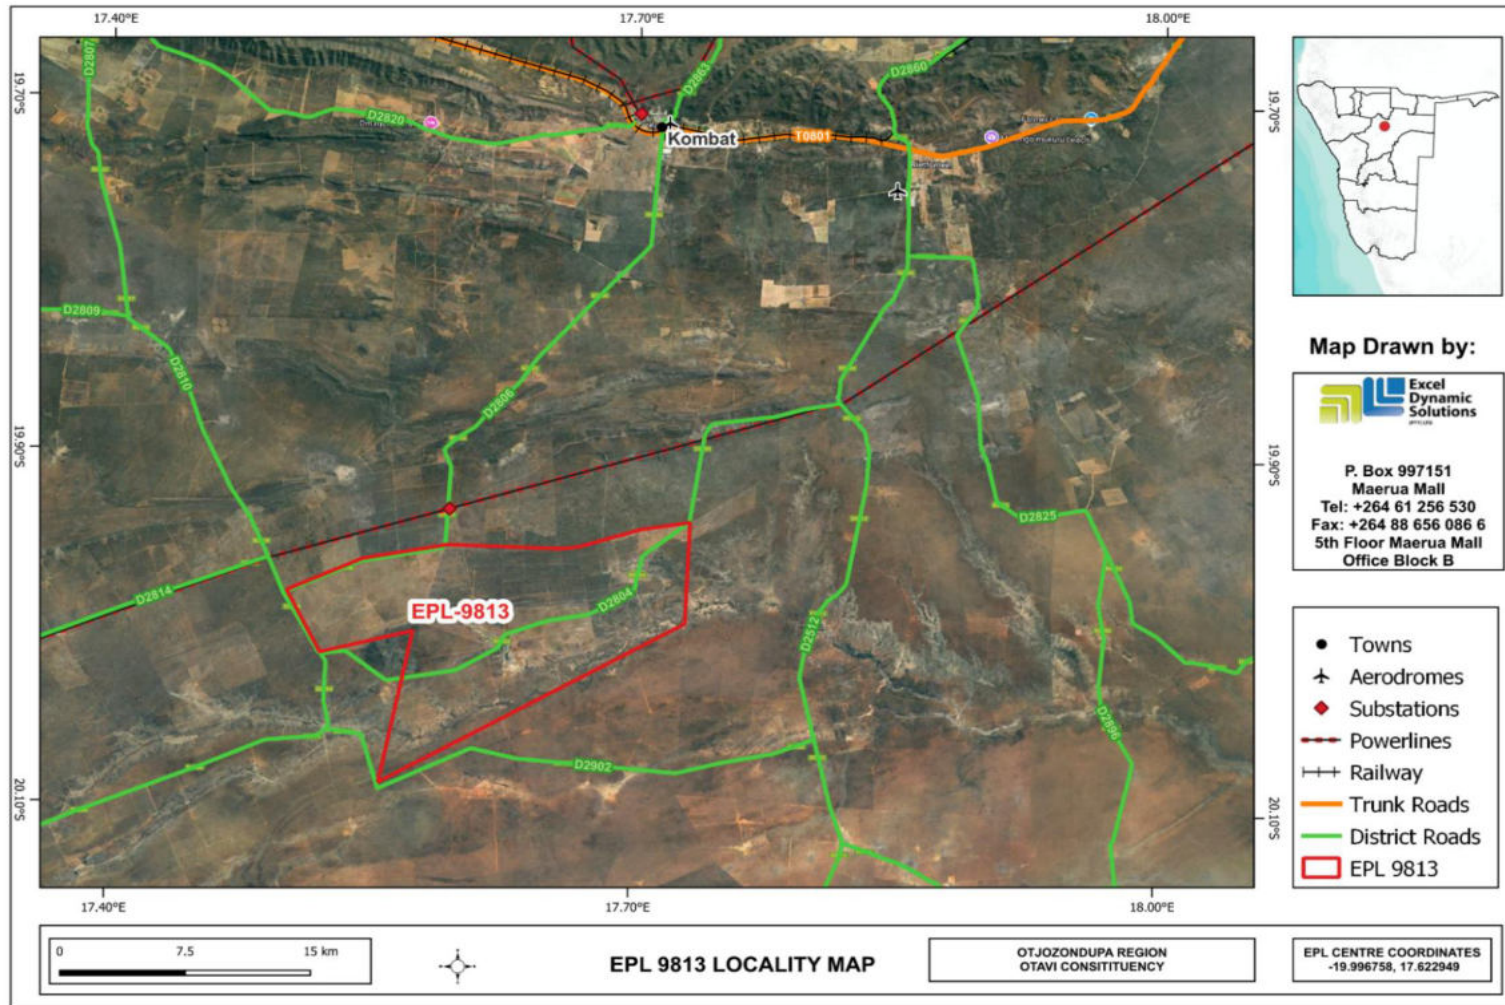 17.40°E
17.70°E
18.00°E
19.70°S
19.70°S
D2807
D2863
D2860
D2820
Kombat
T0801
D2809
D2810
D2806
19.90°S
19.90°S
D2825
D2814
EPL-9813
D2804
D2512
D2896
D2902
20.10°S
20.10°S
17.40°E
17.70°E
18.00°E
Map Drawn by:
Excel
Dynamic
Solutions
(PTY) LTD
P. Box 997151
Maerua Mall
Tel: +264 61 256 530
Fax: +264 88 656 086 6
5th Floor Maerua Mall
Office Block B
Towns
Aerodromes
Substations
Powerlines
Railway
Trunk Roads
District Roads
EPL 9813
0 7.5 15 km
EPL 9813 LOCALITY MAP
OTJOZONDUPA REGION
OTAVI CONSITITUENCY
EPL CENTRE COORDINATES
-19.996758, 17.622949